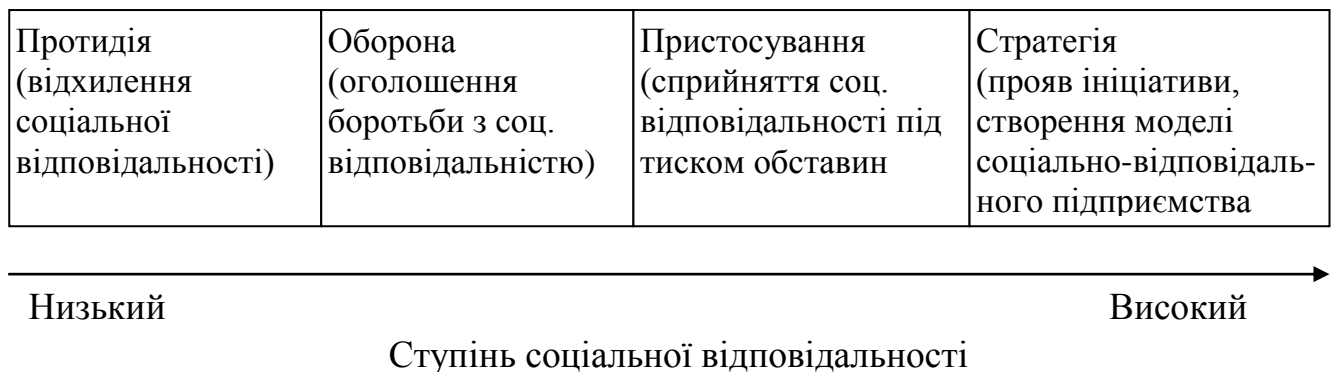 Протидія
(відхилення
соціальної
відповідальності)
Оборона
(оголошення
боротьби з соц.
відповідальністю)
Пристосування
(сприйняття соц.
відповідальності під
тиском обставин
Стратегія
(прояв ініціативи,
створення моделі
соціально-відповідаль-
ного підприємства
Низький
Високий
Ступінь соціальної відповідальності